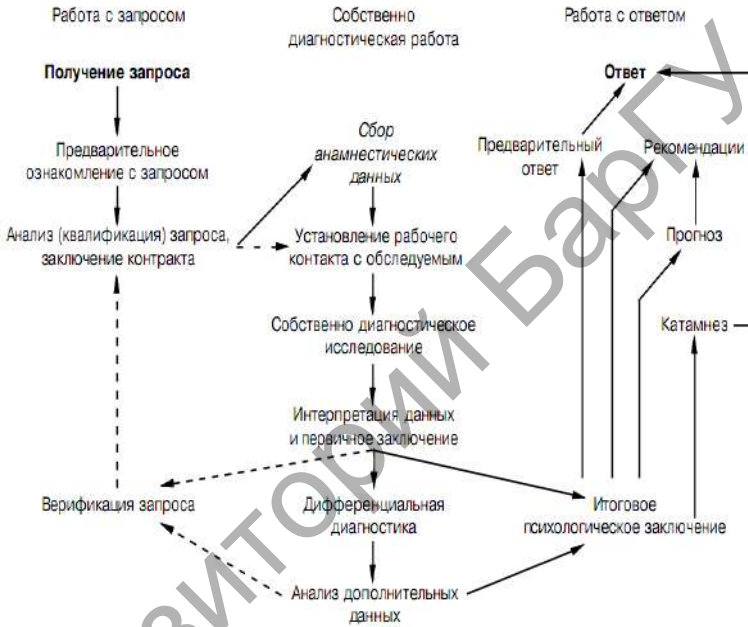 Работа с запросом
Собственно
диагностическая работа
Работа с ответом
Получение запроса
Ответ
Предварительное
ознакомление с запросом
Сбор
анамнестических
данных
Предварительный
ответ
Рекомендации
Анализ (квалификация) запроса,
заключение контракта
Установление рабочего
контакта с обследуемым
Прогноз
Собственно диагностическое
исследование
Катамнез
Интерпретация данных
и первичное заключение
Верификация запроса
Дифференциальная
диагностика
Итоговое
психологическое заключение
Анализ дополнительных
данных
зиторий БарГУ